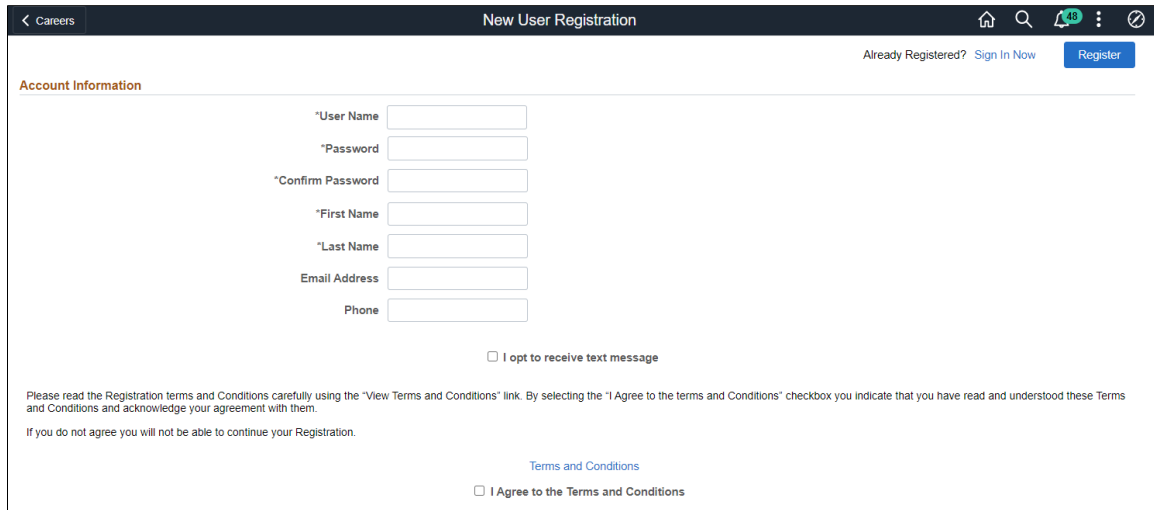 Careers
New User Registration
48
Already Registered? Sign In Now
Register
Account Information
*User Name
*Password
*Confirm Password
*First Name
*Last Name
Email Address
Phone
I opt to receive text message
Please read the Registration terms and Conditions carefully using the “View Terms and Conditions” link. By selecting the “I Agree to the terms and Conditions” checkbox you indicate that you have read and understood these Terms
and Conditions and acknowledge your agreement with them.
If you do not agree you will not be able to continue your Registration.
Terms and Conditions
I Agree to the Terms and Conditions